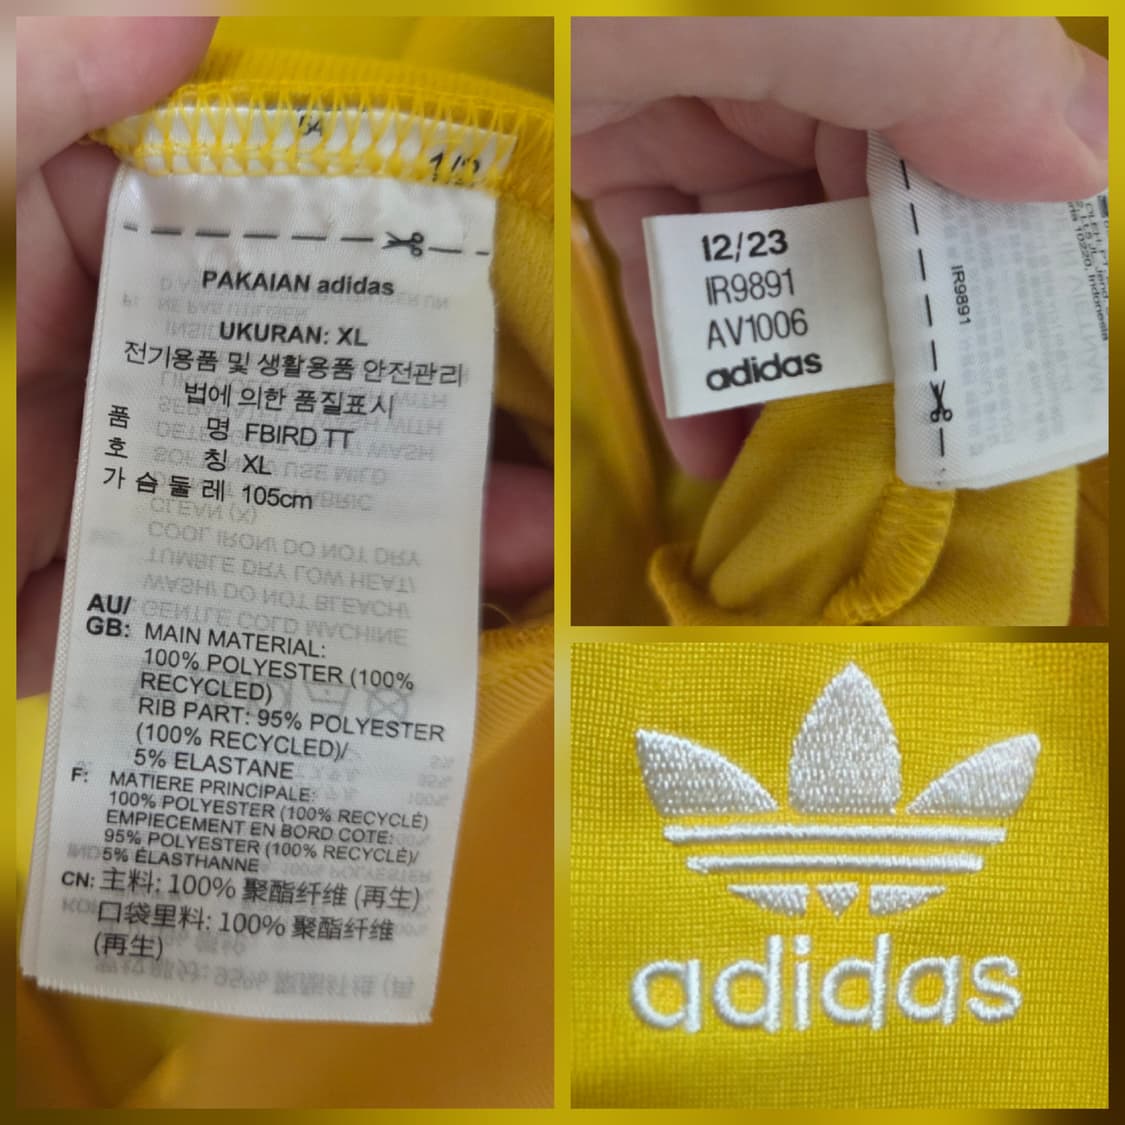 1/2
PAKAIAN adidas
UKURAN: XL
전기용품 및 생활용품 안전관리
법에 의한 품질표시
품 명 FBIRD TT
호 칭 XL
가 슴 둘 레 105cm
AU/
GB: MAIN MATERIAL:
100% POLYESTER (100%
RECYCLED)
RIB PART: 95% POLYESTER
(100% RECYCLED)/
5% ELASTANE
F: MATIERE PRINCIPALE:
100% POLYESTER (100% RECYCLÉ)
EMPIECEMENT EN BORD COTE:
95% POLYESTER (100% RECYCLÉ)/
5% ÉLASTHANNE
CN: 主料: 100% 聚酯纤维 (再生)
口袋里料: 100% 聚酯纤维
(再生)
12/23
IR9891
AV1006
adidas
IR9891
10220, Indonesia
adidas